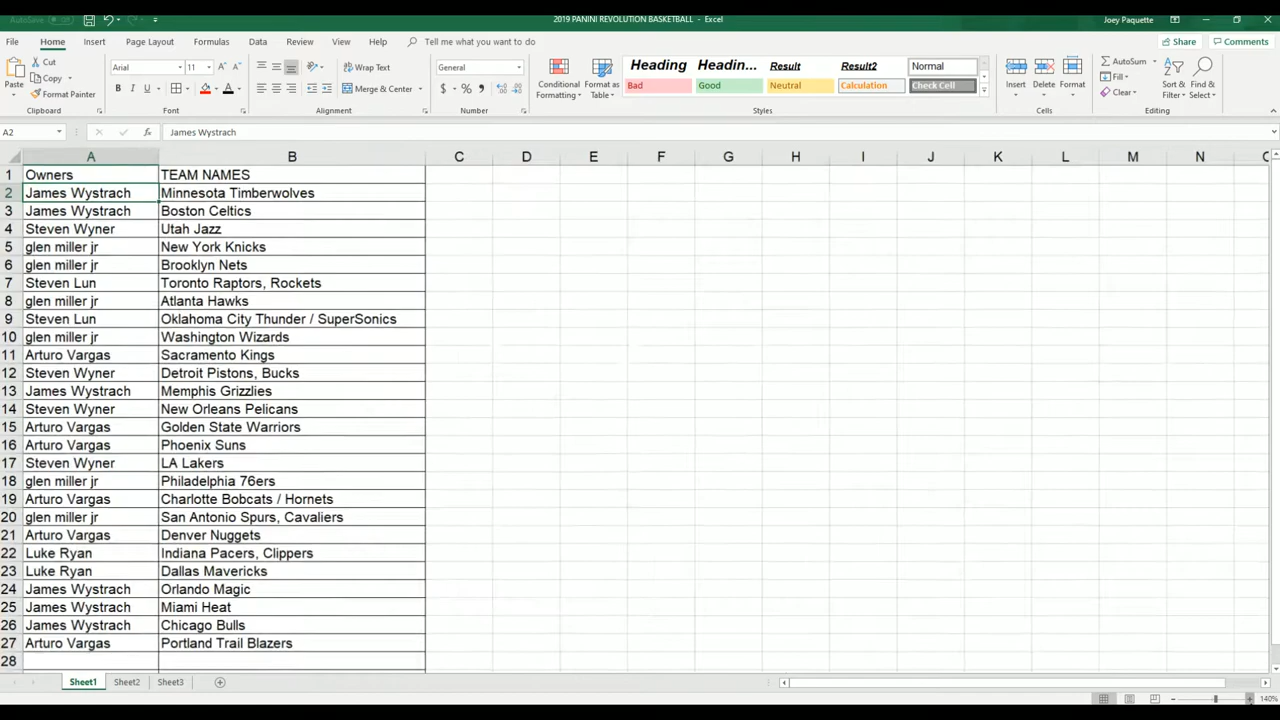 AutoSave Off 2019 PANINI REVOLUTION BASKETBALL - Excel Joey Paquette
File Home Insert Page Layout Formulas Data Review View Help Tell me what you want to do Share Comments
Paste Cut Copy Format Painter
Arial 11 B I U A A A
Wrap Text Merge & Center
General $ % ,
Conditional Formatting Format as Table
Heading Headin... Result Result2 Normal
Bad Good Neutral Calculation Check Cell
Insert Delete Format
AutoSum Fill Clear Sort & Filter Find & Select
Clipboard Font Alignment Number Styles Cells Editing
A2 fx James Wystrach
A B C D E F G H I J K L M N O
1 Owners TEAM NAMES
2 James Wystrach Minnesota Timberwolves
3 James Wystrach Boston Celtics
4 Steven Wyner Utah Jazz
5 glen miller jr New York Knicks
6 glen miller jr Brooklyn Nets
7 Steven Lun Toronto Raptors, Rockets
8 glen miller jr Atlanta Hawks
9 Steven Lun Oklahoma City Thunder / SuperSonics
10 glen miller jr Washington Wizards
11 Arturo Vargas Sacramento Kings
12 Steven Wyner Detroit Pistons, Bucks
13 James Wystrach Memphis Grizzlies
14 Steven Wyner New Orleans Pelicans
15 Arturo Vargas Golden State Warriors
16 Arturo Vargas Phoenix Suns
17 Steven Wyner LA Lakers
18 glen miller jr Philadelphia 76ers
19 Arturo Vargas Charlotte Bobcats / Hornets
20 glen miller jr San Antonio Spurs, Cavaliers
21 Arturo Vargas Denver Nuggets
22 Luke Ryan Indiana Pacers, Clippers
23 Luke Ryan Dallas Mavericks
24 James Wystrach Orlando Magic
25 James Wystrach Miami Heat
26 James Wystrach Chicago Bulls
27 Arturo Vargas Portland Trail Blazers
28
Sheet1 Sheet2 Sheet3
140%